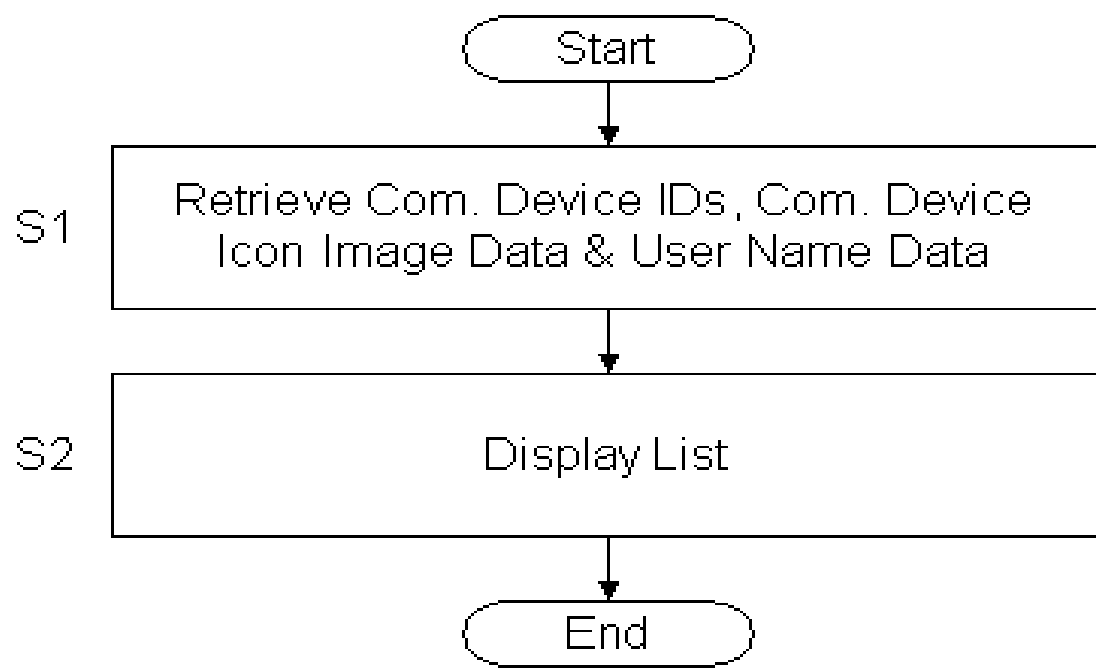 Start
S1
Retrieve Com. Device IDs, Com. Device
Icon Image Data & User Name Data
S2
Display List
End